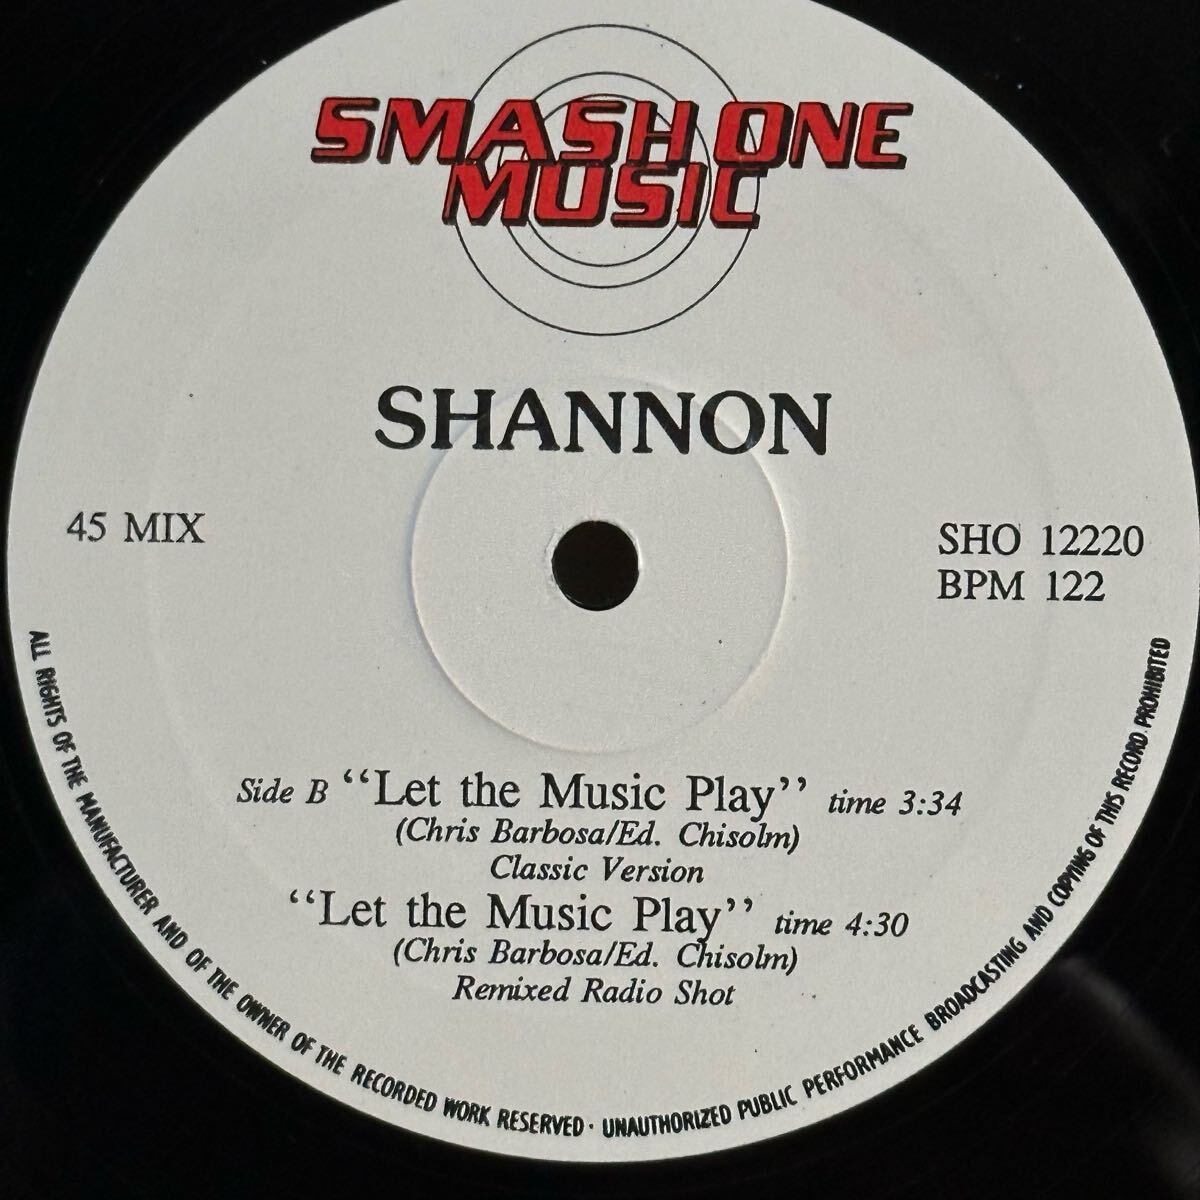 SMASH ONE
MUSIC
SHANNON
45 MIX
SHO 12220
BPM 122
Side B “Let the Music Play” time 3:34
(Chris Barbosa/Ed. Chisolm)
Classic Version
“Let the Music Play” time 4:30
(Chris Barbosa/Ed. Chisolm)
Remixed Radio Shot
ALL RIGHTS OF THE MANUFACTURER AND OF THE OWNER OF THE RECORDED WORK RESERVED · UNAUTHORIZED PUBLIC PERFORMANCE BROADCASTING AND COPYING OF THIS RECORD PROHIBITED